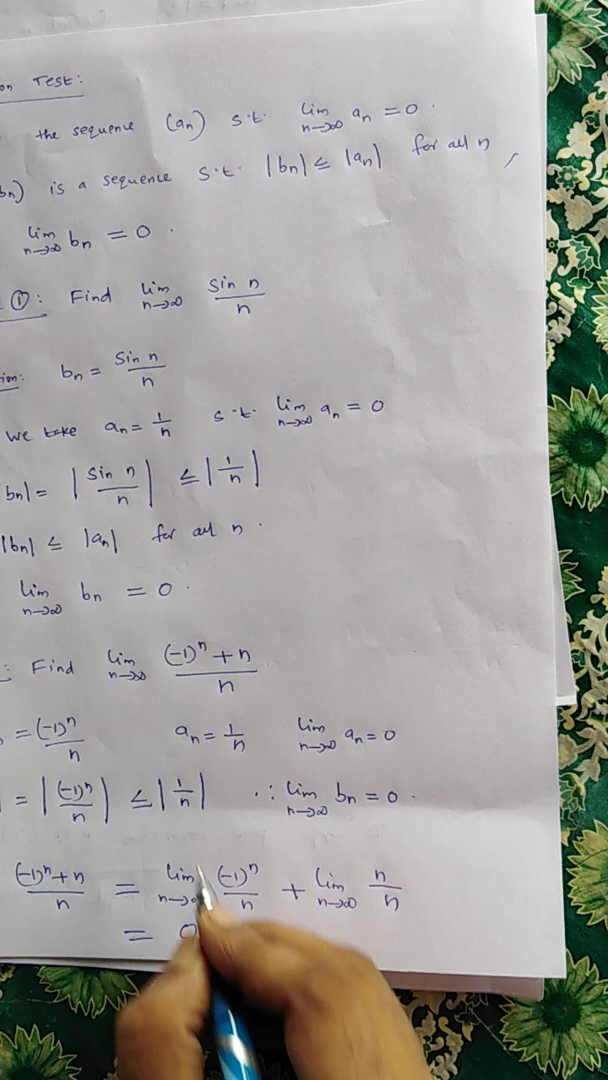 on Test:
the sequence (an) s.t. lim n→∞ an = 0.
bn) is a sequence s.t. |bn| ≤ |an| for all n,
lim n→∞ bn = 0.
①: Find lim n→∞ Sin n / n
ion: bn = Sin n / n
We take an = 1/n s.t. lim n→∞ an = 0
bn| = |Sin n / n| ≤ |1/n|
|bn| ≤ |an| for all n.
lim n→∞ bn = 0.
: Find lim n→∞ (-1)^n + n / n
= (-1)^n / n an = 1/n lim n→∞ an = 0
| = |(-1)^n / n| ≤ |1/n| ∴ lim n→∞ bn = 0.
(-1)^n + n / n = lim n→∞ (-1)^n / n + lim n→∞ n / n
= 0